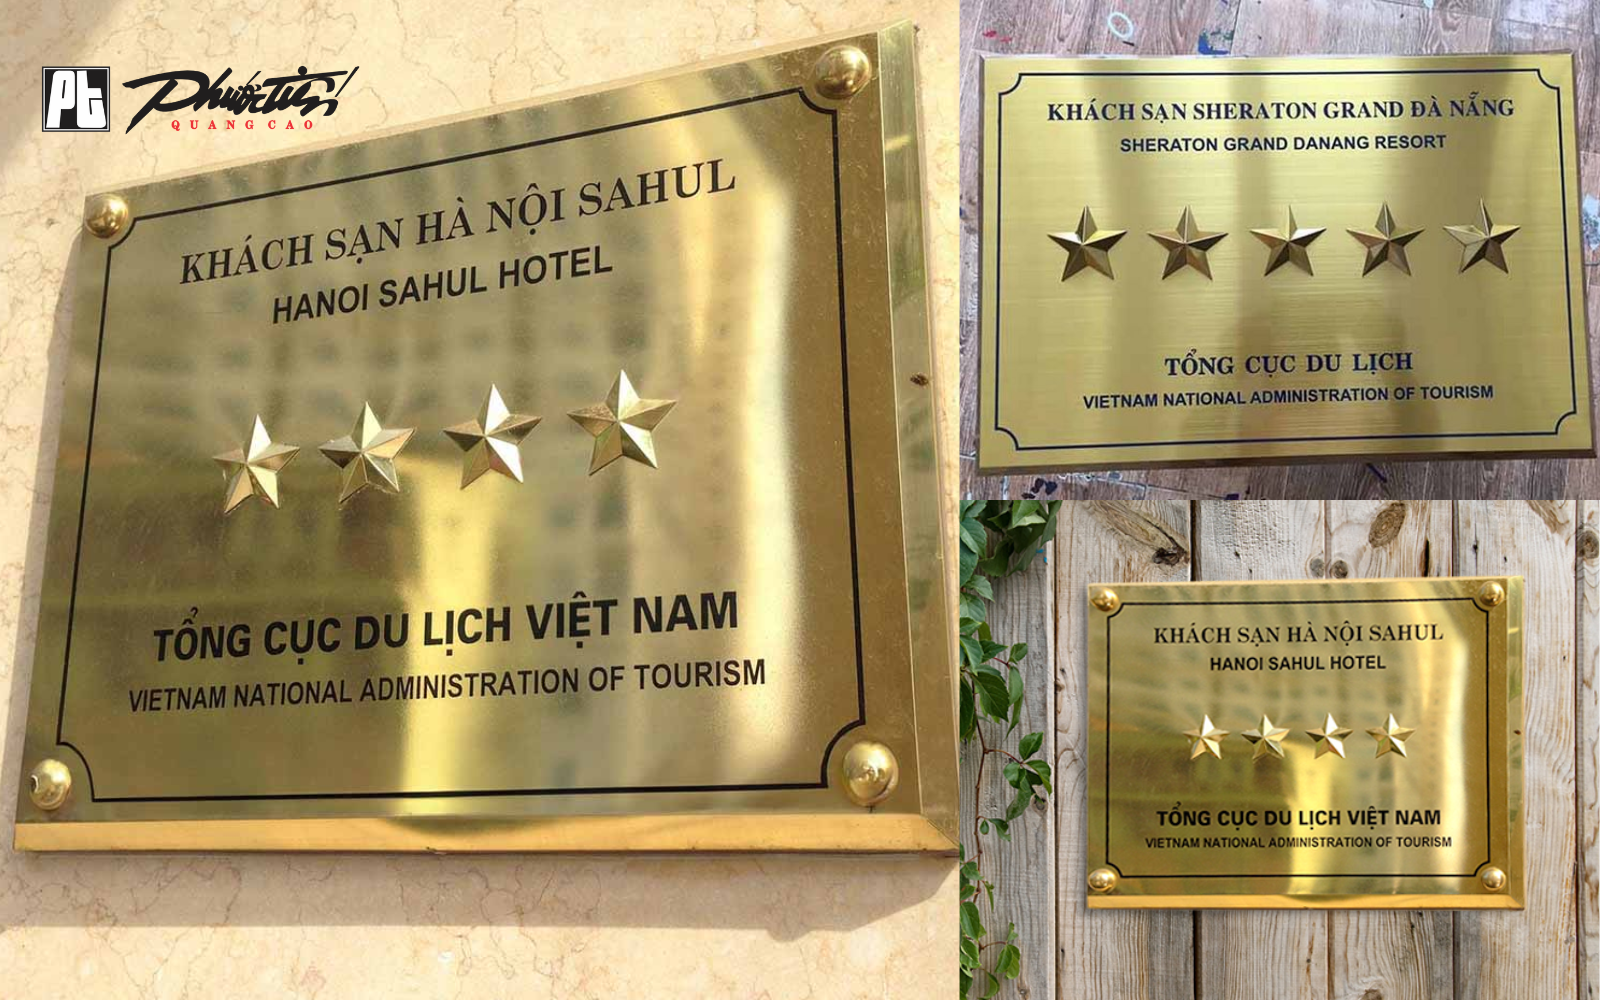 Pt Phước Tiến!
QUANG CAO
KHÁCH SẠN HÀ NỘI SAHUL
HANOI SAHUL HOTEL
TỔNG CỤC DU LỊCH VIỆT NAM
VIETNAM NATIONAL ADMINISTRATION OF TOURISM
KHÁCH SẠN SHERATON GRAND ĐÀ NẴNG
SHERATON GRAND DANANG RESORT
TỔNG CỤC DU LỊCH
VIETNAM NATIONAL ADMINISTRATION OF TOURISM
KHÁCH SẠN HÀ NỘI SAHUL
HANOI SAHUL HOTEL
TỔNG CỤC DU LỊCH VIỆT NAM
VIETNAM NATIONAL ADMINISTRATION OF TOURISM